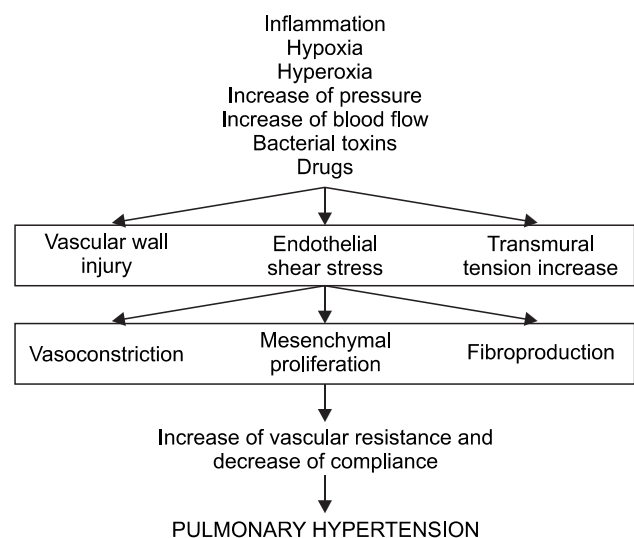 Inflammation
Hypoxia
Hyperoxia
Increase of pressure
Increase of blood flow
Bacterial toxins
Drugs
Vascular wall
injury
Endothelial
shear stress
Transmural
tension increase
Vasoconstriction
Mesenchymal
proliferation
Fibroproduction
Increase of vascular resistance and
decrease of compliance
PULMONARY HYPERTENSION